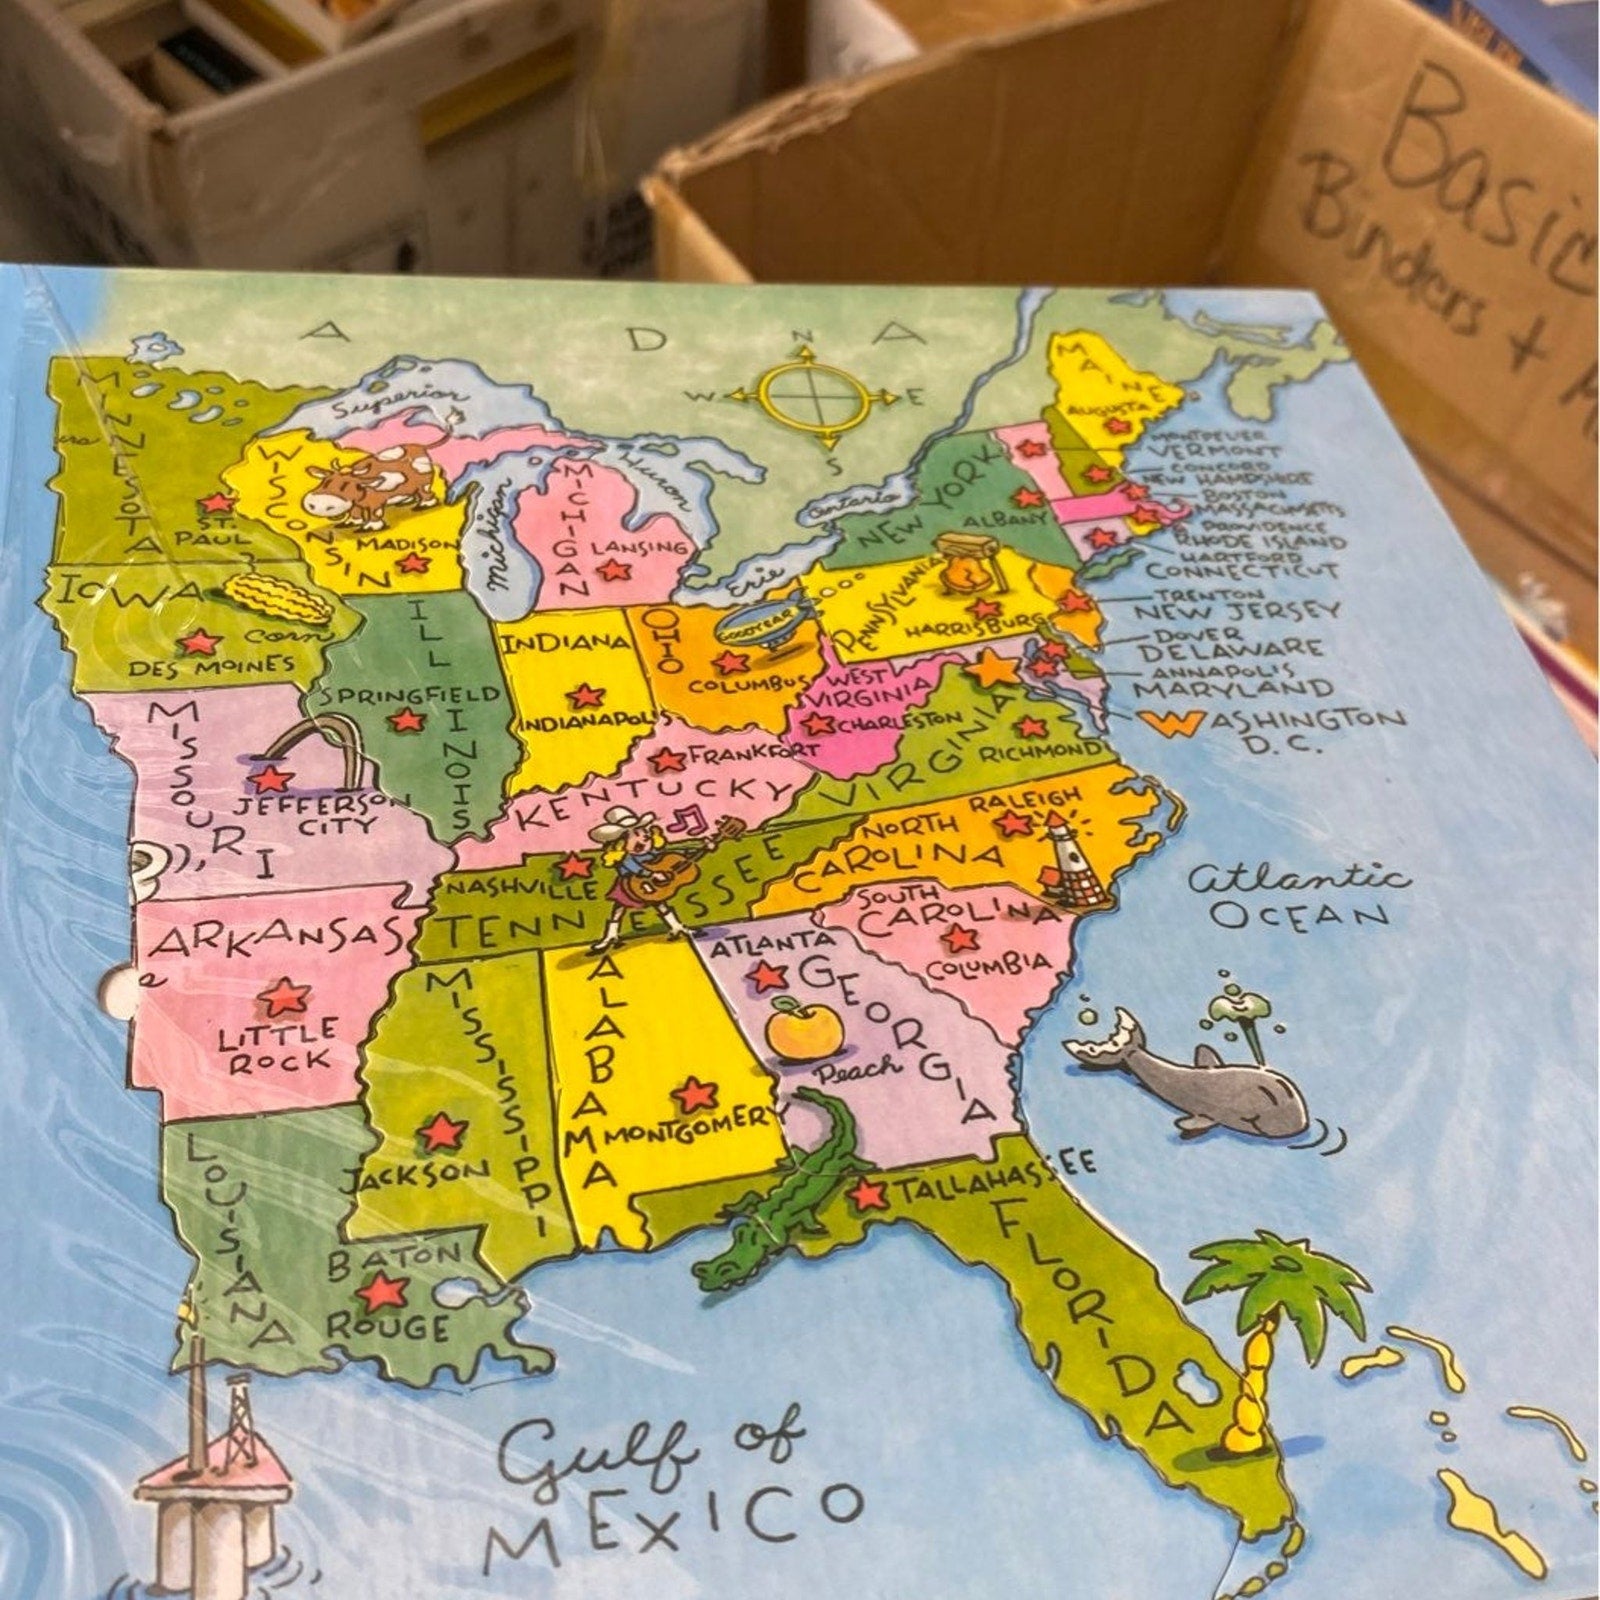 Basic
Binders +
A D N A
W E
S
Superior
Huron
Michigan
Ontario
Erie
MAINE
AUGUSTA
MONTPELIER
VERMONT
CONCORD
NEW HAMPSHIRE
BOSTON
MASSACHUSETTS
PROVIDENCE
RHODE ISLAND
HARTFORD
CONNECTICUT
TRENTON
NEW JERSEY
DOVER
DELAWARE
ANNAPOLIS
MARYLAND
WASHINGTON
D.C.
MINNESOTA
ST.
PAUL
WISCONSIN
MADISON
MICHIGAN
LANSING
NEW YORK
ALBANY
IOWA
Corn
DES MOINES
ILLINOIS
SPRINGFIELD
INDIANA
INDIANAPOLIS
OHIO
GOODYEAR
COLUMBUS
PENNSYLVANIA
HARRISBURG
WEST
VIRGINIA
CHARLESTON
VIRGINIA
RICHMOND
MISSOURI
JEFFERSON
CITY
FRANKFORT
KENTUCKY
NASHVILLE
TENNESSEE
RALEIGH
NORTH
CAROLINA
SOUTH
CAROLINA
COLUMBIA
ARKANSAS
LITTLE
ROCK
MISSISSIPPI
JACKSON
ALABAMA
MONTGOMERY
ATLANTA
GEORGIA
Peach
LOUISIANA
BATON
ROUGE
TALLAHASSEE
FLORIDA
Atlantic
OCEAN
Gulf of
MEXICO